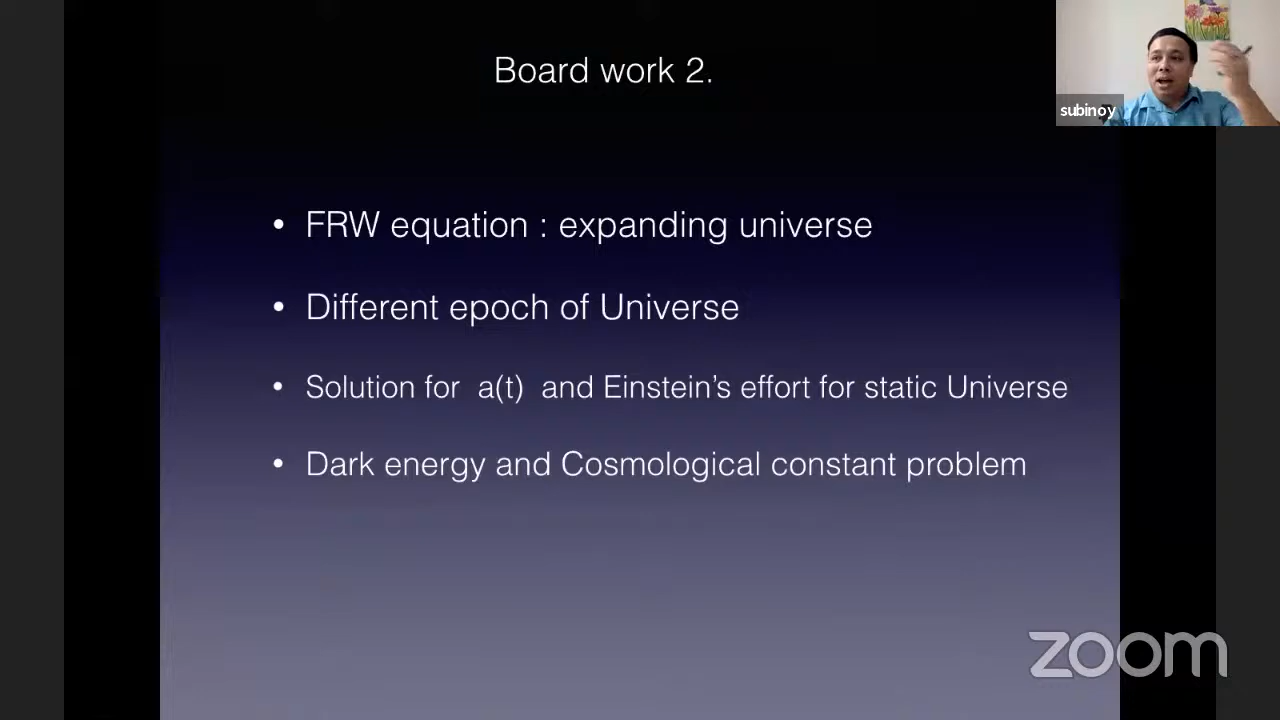 Board work 2.
subinoy
• FRW equation : expanding universe
• Different epoch of Universe
• Solution for a(t) and Einstein's effort for static Universe
• Dark energy and Cosmological constant problem
zoom